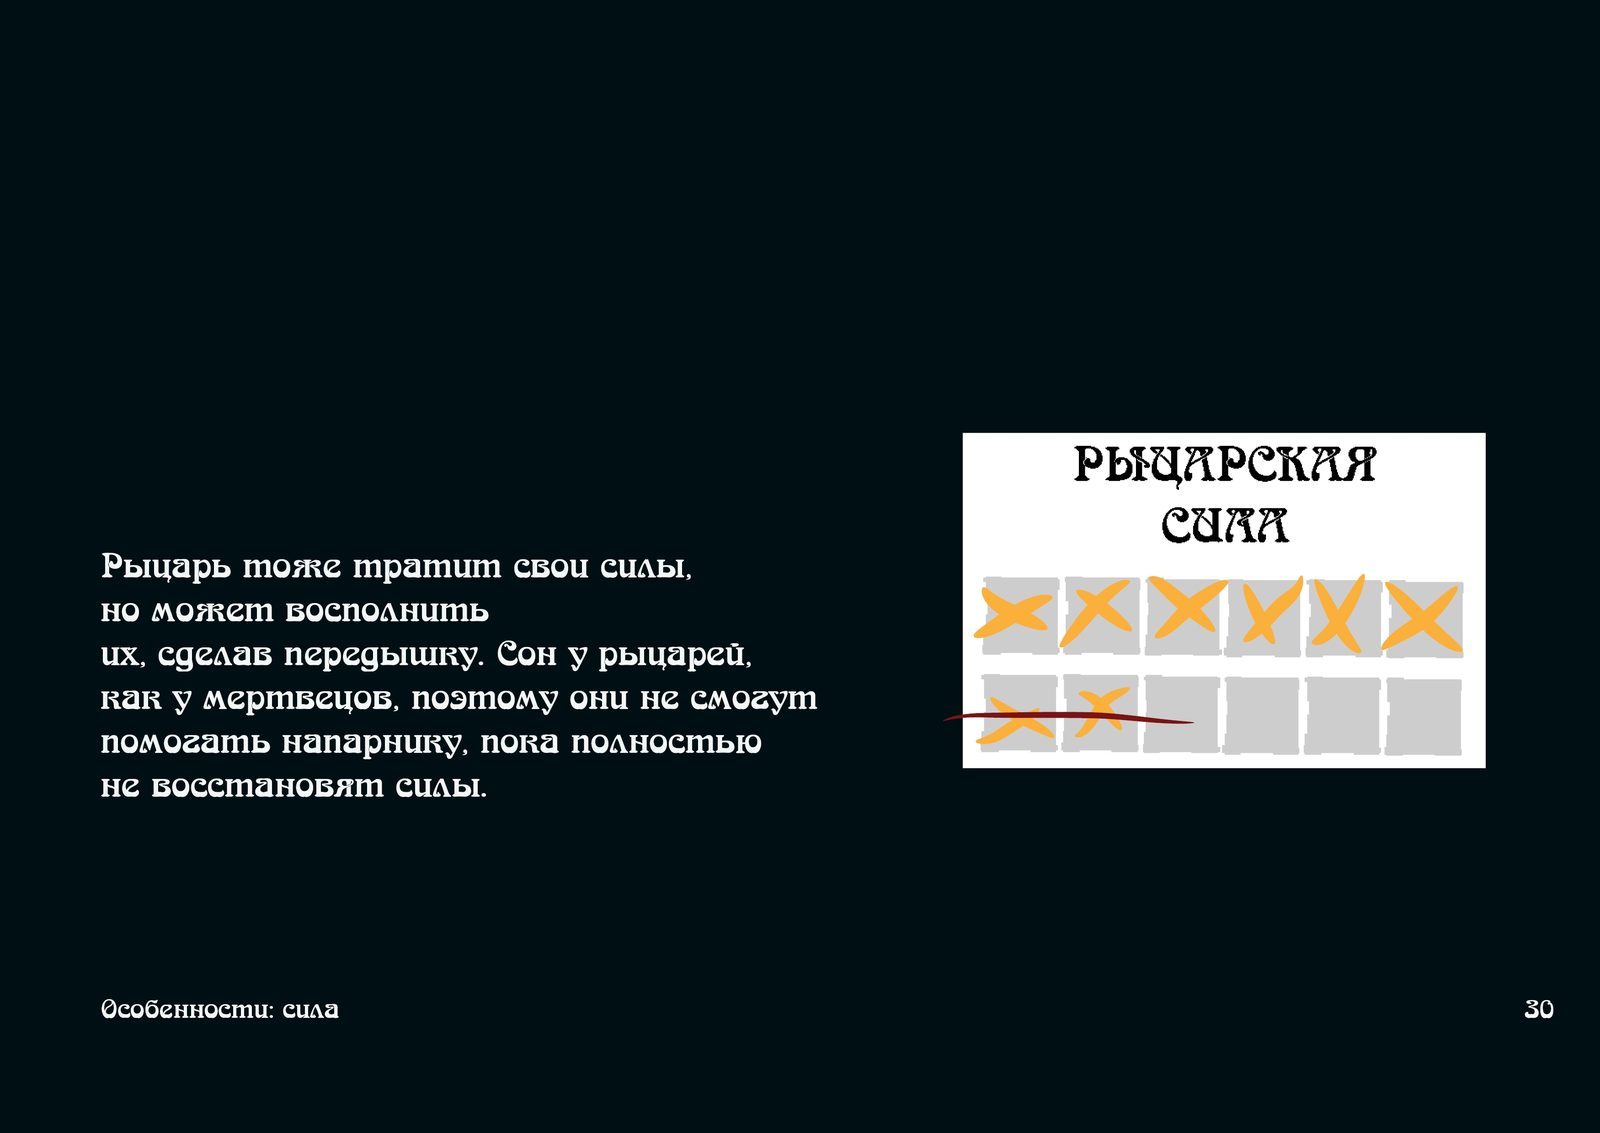 Рыцарь тоже тратит свои силы,
но может восполнить
их, сделав передышку. Сон у рыцарей,
как у мертвецов, поэтому они не смогут
помогать напарнику, пока полностью
не восстановят силы.
РЫЦАРСКАЯ
СИЛА
Особенности: сила
30